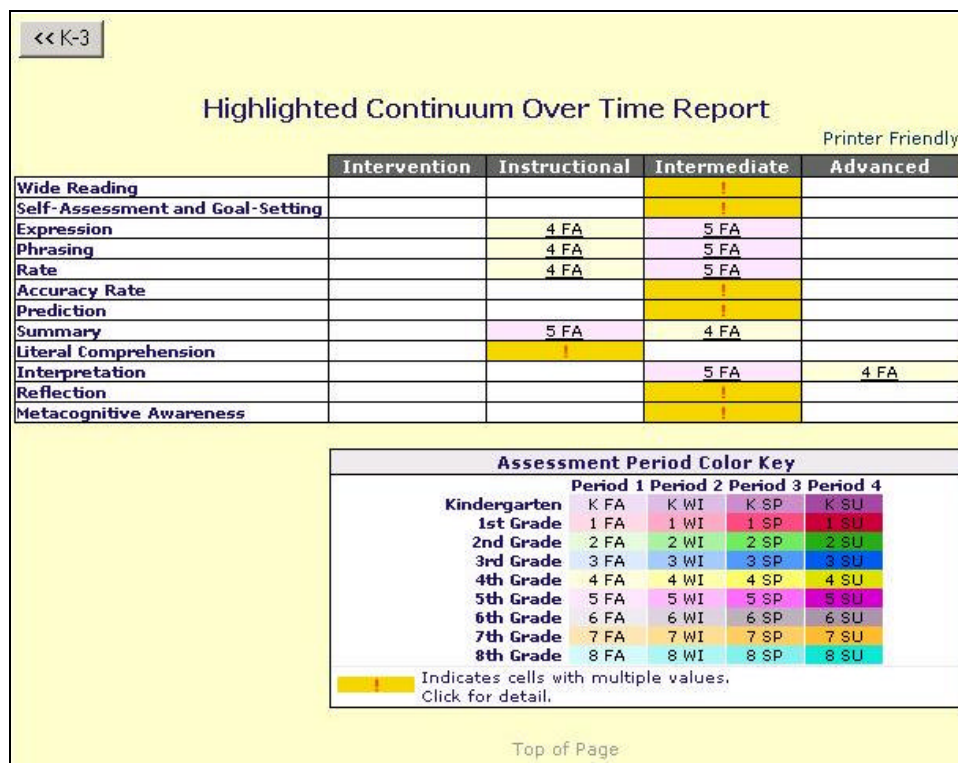 << K-3
Highlighted Continuum Over Time Report
Printer Friendly
Intervention Instructional Intermediate Advanced
Wide Reading !
Self-Assessment and Goal-Setting !
Expression 4 FA 5 FA
Phrasing 4 FA 5 FA
Rate 4 FA 5 FA
Accuracy Rate !
Prediction !
Summary 5 FA 4 FA
Literal Comprehension !
Interpretation 5 FA 4 FA
Reflection !
Metacognitive Awareness !
Assessment Period Color Key
Period 1 Period 2 Period 3 Period 4
Kindergarten K FA K WI K SP K SU
1st Grade 1 FA 1 WI 1 SP 1 SU
2nd Grade 2 FA 2 WI 2 SP 2 SU
3rd Grade 3 FA 3 WI 3 SP 3 SU
4th Grade 4 FA 4 WI 4 SP 4 SU
5th Grade 5 FA 5 WI 5 SP 5 SU
6th Grade 6 FA 6 WI 6 SP 6 SU
7th Grade 7 FA 7 WI 7 SP 7 SU
8th Grade 8 FA 8 WI 8 SP 8 SU
! Indicates cells with multiple values.
Click for detail.
Top of Page